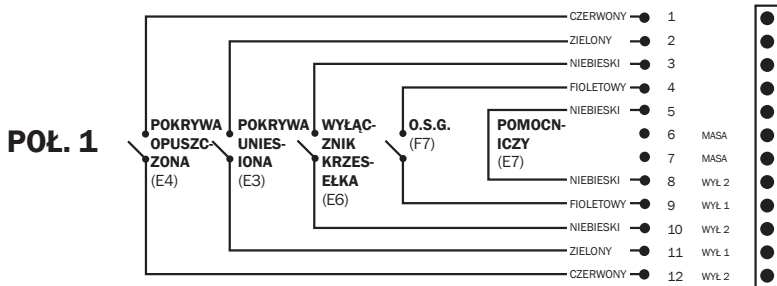 CZERWONY 1
ZIELONY 2
NIEBIESKI 3
FIOLETOWY 4
NIEBIESKI 5
6 MASA
7 MASA
NIEBIESKI 8 WYŁ 2
FIOLETOWY 9 WYŁ 1
NIEBIESKI 10 WYŁ 2
ZIELONY 11 WYŁ 1
CZERWONY 12 WYŁ 2
POŁ. 1
POKRYWA
OPUSZC-
ZONA
(E4)
POKRYWA
UNIES-
IONA
(E3)
WYŁĄC-
ZNIK
KRZES-
EŁKA
(E6)
O.S.G.
(F7)
POMOCN-
ICZY
(E7)